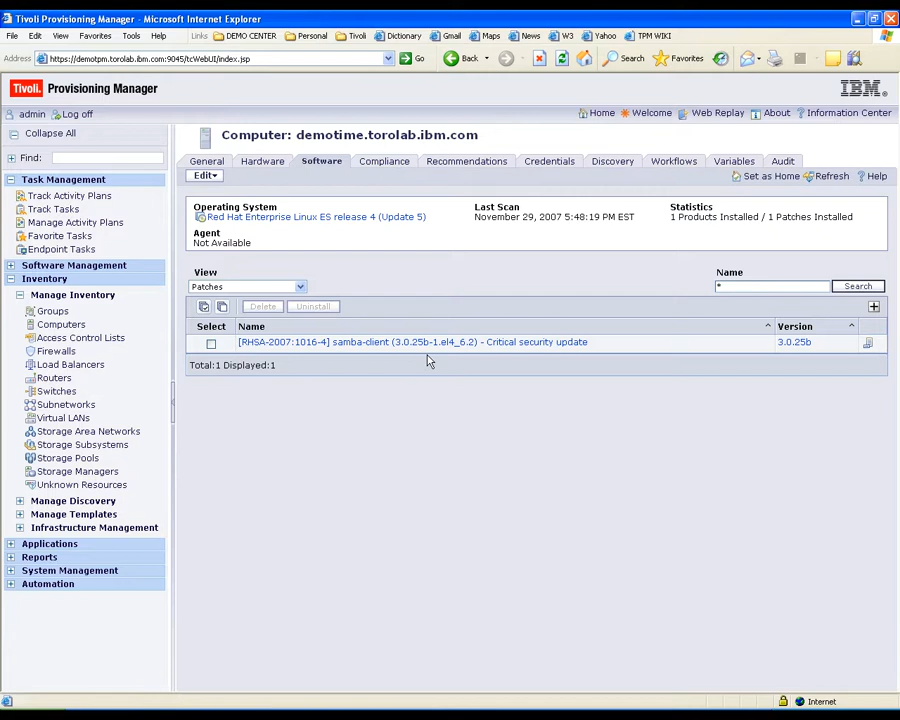 Tivoli Provisioning Manager - Microsoft Internet Explorer
File Edit View Favorites Tools Help Links DEMO CENTER Personal Tivoli Dictionary Gmail Maps News W3 Yahoo TPM WIKI
Address https://demotpm.torolab.ibm.com:9045/tcWebUI/index.jsp Go Back Search Favorites
Tivoli. Provisioning Manager IBM
admin Log off Home Welcome Web Replay About Information Center
Collapse All
Find:
Task Management
Track Activity Plans
Track Tasks
Manage Activity Plans
Favorite Tasks
Endpoint Tasks
Software Management
Inventory
Manage Inventory
Groups
Computers
Access Control Lists
Firewalls
Load Balancers
Routers
Switches
Subnetworks
Virtual LANs
Storage Area Networks
Storage Subsystems
Storage Pools
Storage Managers
Unknown Resources
Manage Discovery
Manage Templates
Infrastructure Management
Applications
Reports
System Management
Automation
Computer: demotime.torolab.ibm.com
General Hardware Software Compliance Recommendations Credentials Discovery Workflows Variables Audit
Edit Set as Home Refresh Help
Operating System Last Scan Statistics
Red Hat Enterprise Linux ES release 4 (Update 5) November 29, 2007 5:48:19 PM EST 1 Products Installed / 1 Patches Installed
Agent
Not Available
View Name
Patches * Search
Delete Uninstall
Select Name Version
[RHSA-2007:1016-4] samba-client (3.0.25b-1.el4_6.2) - Critical security update 3.0.25b
Total:1 Displayed:1
Internet